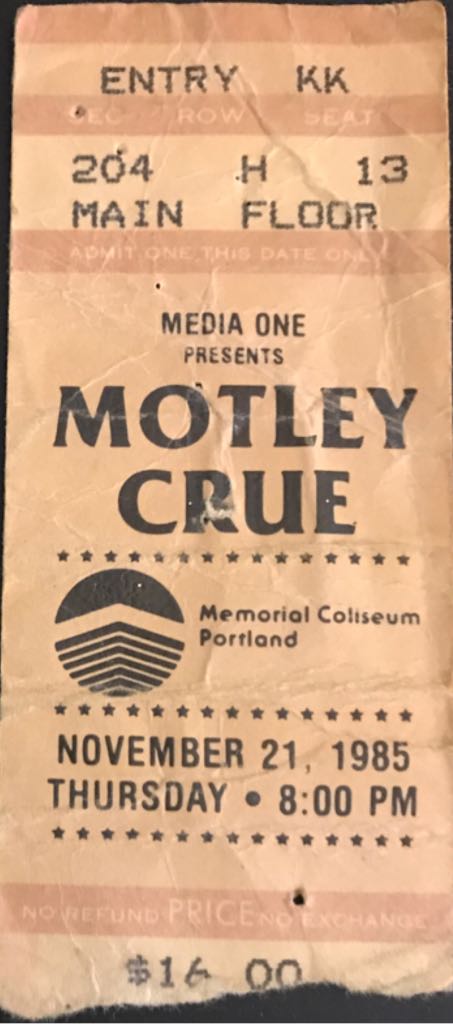 ENTRY KK
SEC ROW SEAT
204 H 13
MAIN FLOOR
ADMIT ONE THIS DATE ONLY
MEDIA ONE
PRESENTS
MOTLEY
CRUE
Memorial Coliseum
Portland
NOVEMBER 21, 1985
THURSDAY • 8:00 PM
NO REFUND PRICE NO EXCHANGE
$16 00